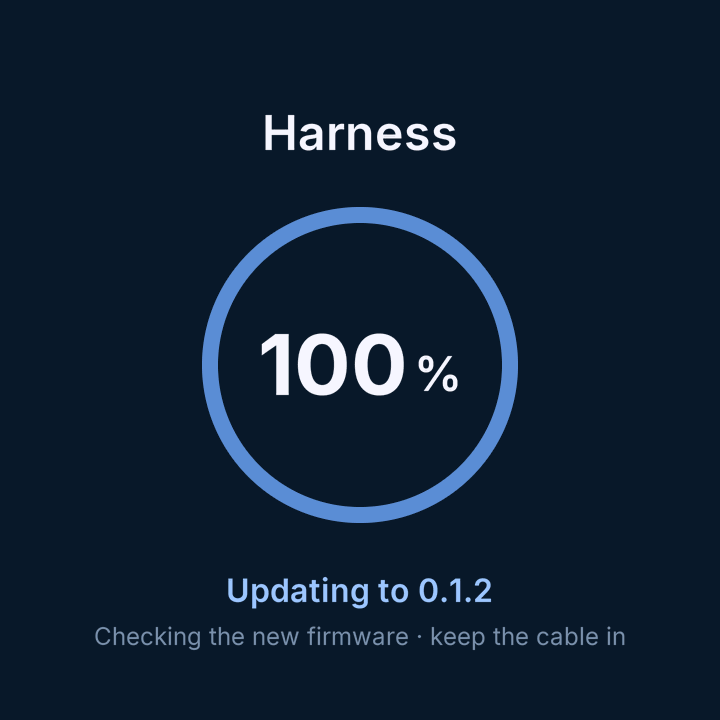 Harness
100 %
Updating to 0.1.2
Checking the new firmware · keep the cable in